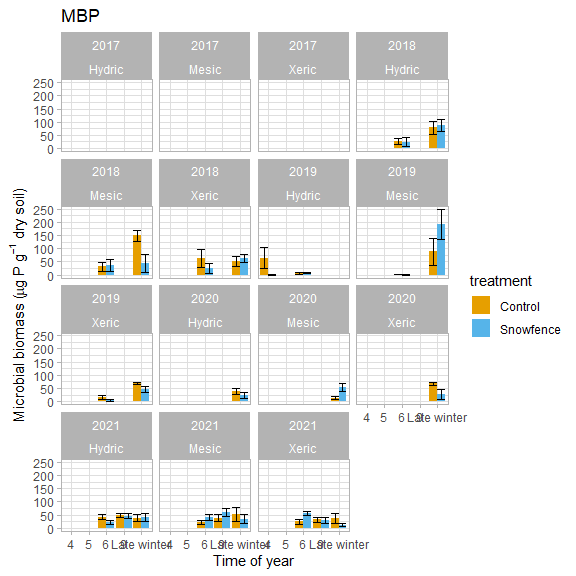 MBP
2017 2017 2017 2018
Hydric Mesic Xeric Hydric
250
200
150
100
50
0
2018 2018 2019 2019
Mesic Xeric Hydric Mesic
250
200
150
100
50
0
2019 2020 2020 2020
Xeric Hydric Mesic Xeric
250
200
150
100
50
0
4 5 6 Late winter
2021 2021 2021
Hydric Mesic Xeric
250
200
150
100
50
0
4 5 6 Late winter 4 5 6 Late winter 4 5 6 Late winter
Time of year
Microbial biomass (µg P g⁻¹ dry soil)
treatment
Control
Snowfence